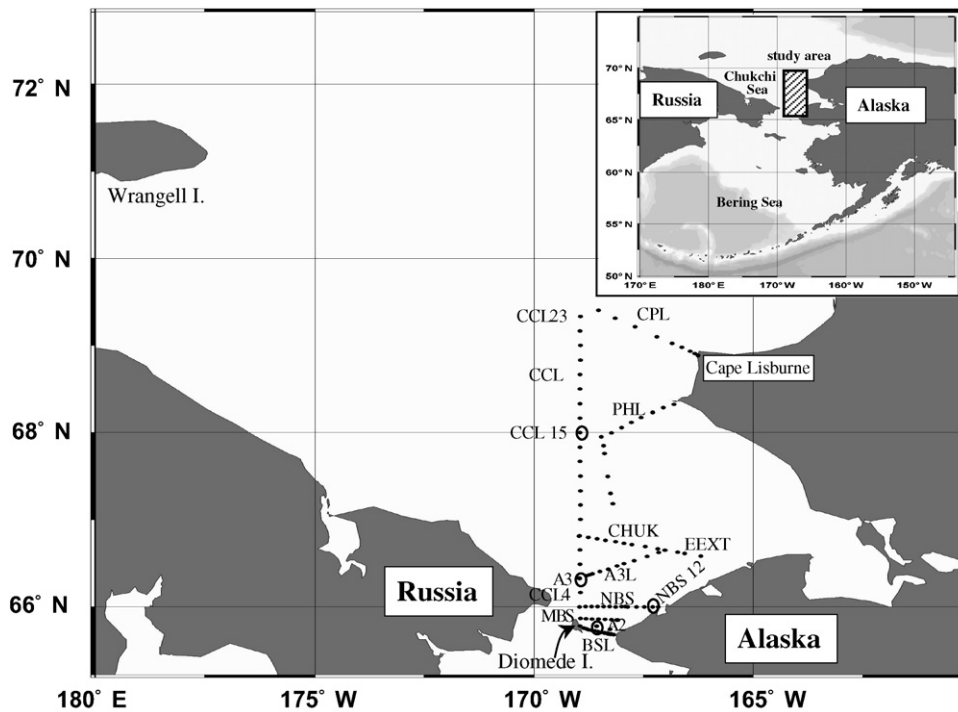 72° N
70° N
68° N
66° N
180° E
175° W
170° W
165° W
Wrangell I.
Russia
Alaska
CCL23
CPL
CCL
Cape Lisburne
PHL
CCL 15
CHUK
EEXT
A3
A3L
NBS 12
CCL4
NBS
MBS
A2
BSL
Diomede I.
study area
Chukchi
Sea
Russia
Alaska
Bering Sea
70°N
65°N
60°N
55°N
50°N
170°E
180°W
170°W
160°W
150°W